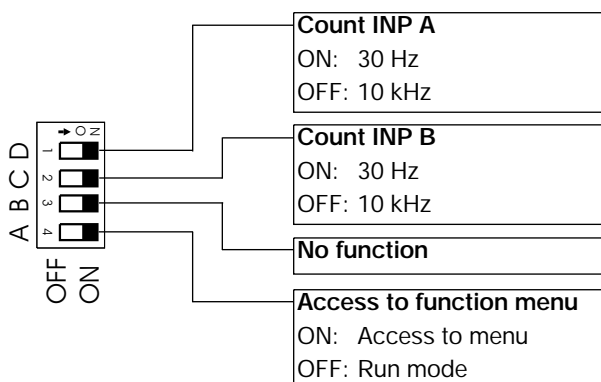 Count INP A
ON: 30 Hz
OFF: 10 kHz
Count INP B
ON: 30 Hz
OFF: 10 kHz
No function
Access to function menu
ON: Access to menu
OFF: Run mode
ON
1
2
3
4
D
C
B
A
OFF
ON